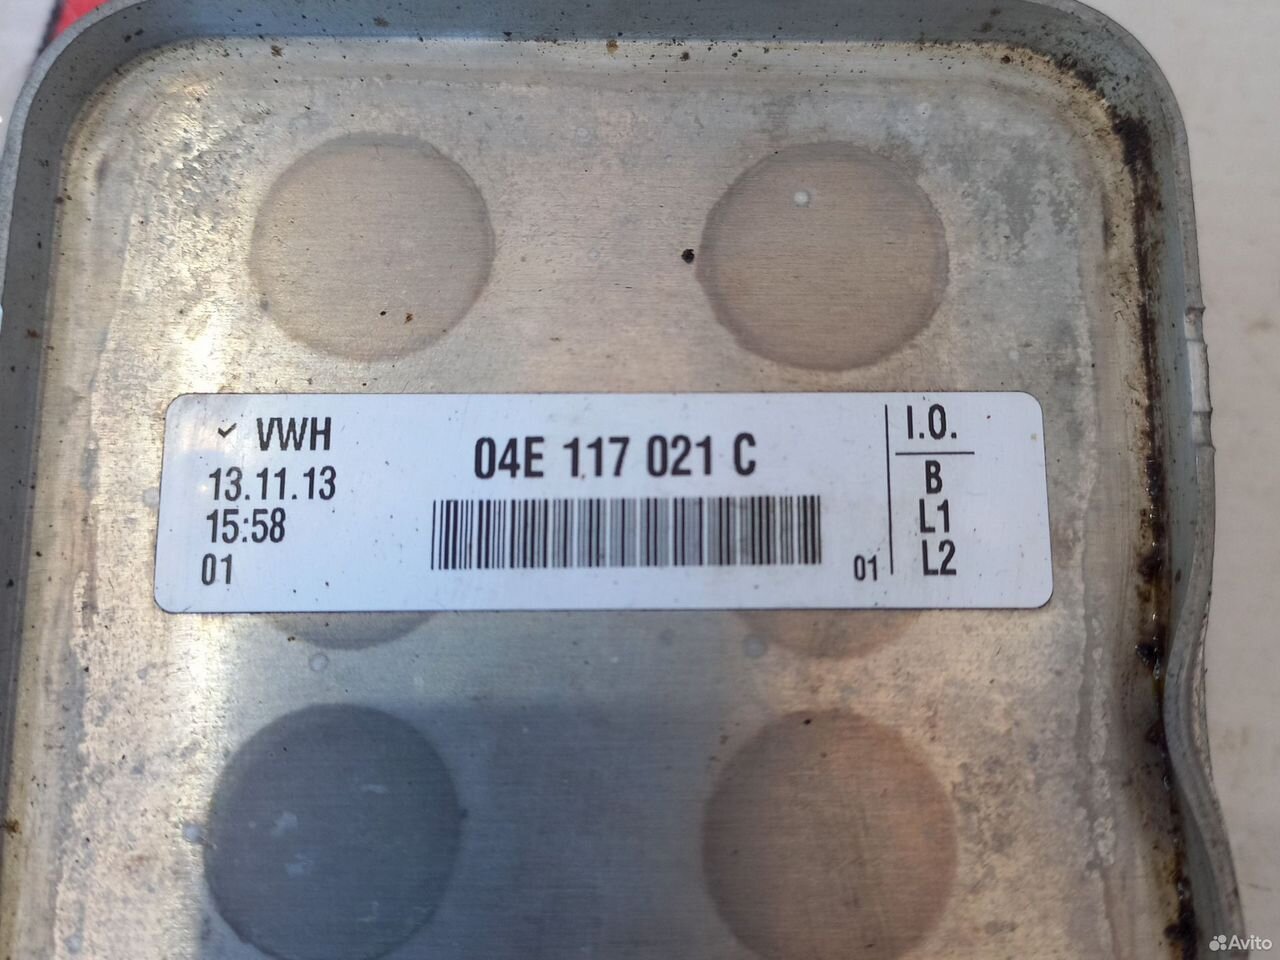 VWH
13.11.13
15:58
01
04E 117 021 C
01
I.O.
B
L1
L2
Avito